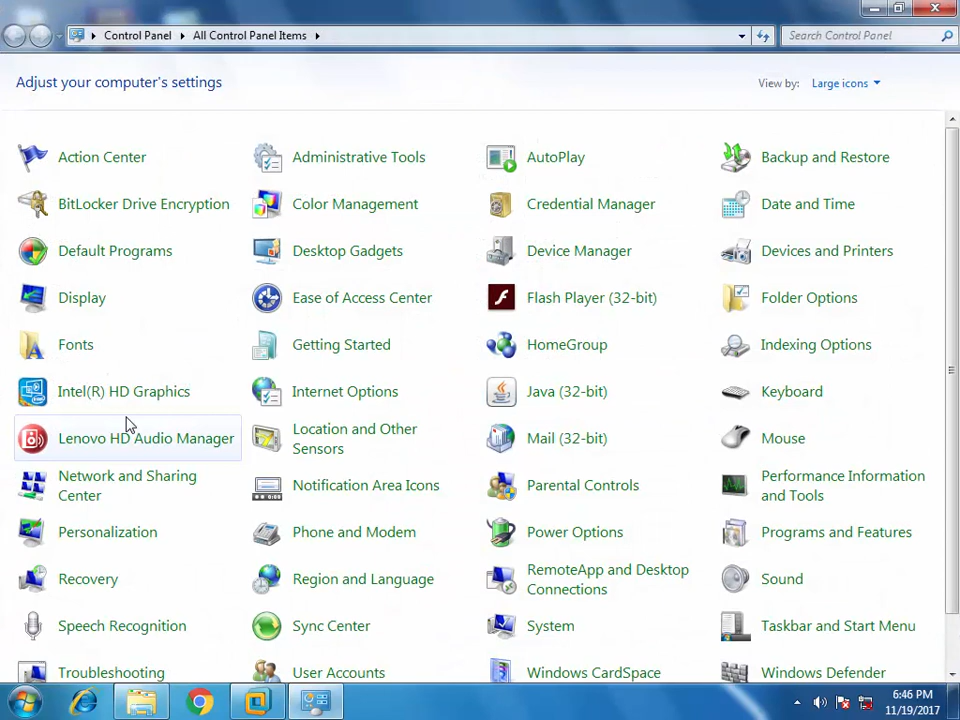 Control Panel
All Control Panel Items
Search Control Panel
Adjust your computer's settings
View by:
Large icons
Action Center
Administrative Tools
AutoPlay
Backup and Restore
BitLocker Drive Encryption
Color Management
Credential Manager
Date and Time
Default Programs
Desktop Gadgets
Device Manager
Devices and Printers
Display
Ease of Access Center
Flash Player (32-bit)
Folder Options
Fonts
Getting Started
HomeGroup
Indexing Options
Intel(R) HD Graphics
Internet Options
Java (32-bit)
Keyboard
Lenovo HD Audio Manager
Location and Other
Sensors
Mail (32-bit)
Mouse
Network and Sharing
Center
Notification Area Icons
Parental Controls
Performance Information
and Tools
Personalization
Phone and Modem
Power Options
Programs and Features
Recovery
Region and Language
RemoteApp and Desktop
Connections
Sound
Speech Recognition
Sync Center
System
Taskbar and Start Menu
Troubleshooting
User Accounts
Windows CardSpace
Windows Defender
6:46 PM
11/19/2017